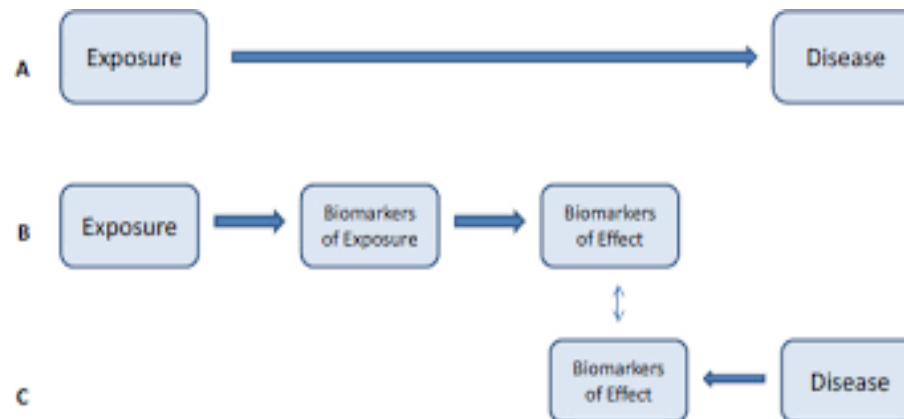 A
Exposure
Disease
B
Exposure
Biomarkers
of Exposure
Biomarkers
of Effect
C
Biomarkers
of Effect
Disease